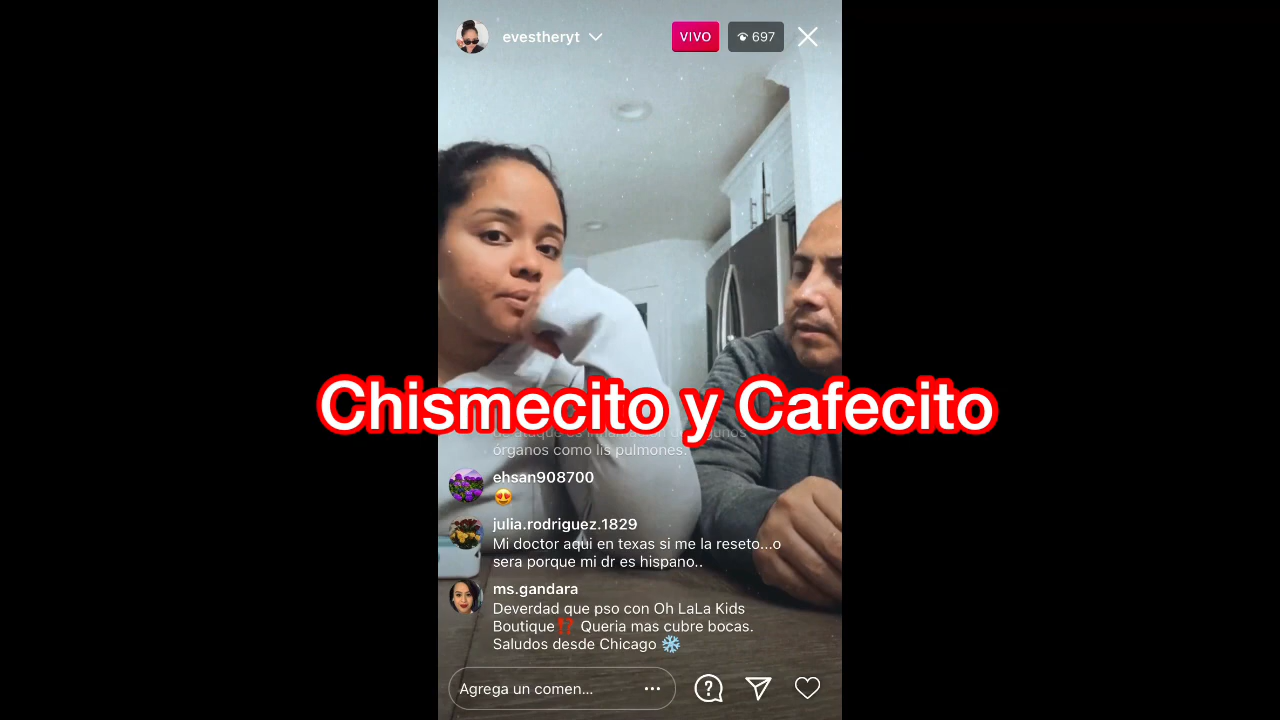 evestheryt
VIVO
697
Chismecito y Cafecito
órganos como lis pulmones.
ehsan908700
😍
julia.rodriguez.1829
Mi doctor aqui en texas si me la reseto...o
sera porque mi dr es hispano..
ms.gandara
Deverdad que pso con Oh LaLa Kids
Boutique⁉️ Queria mas cubre bocas.
Saludos desde Chicago ❄️
Agrega un comen...